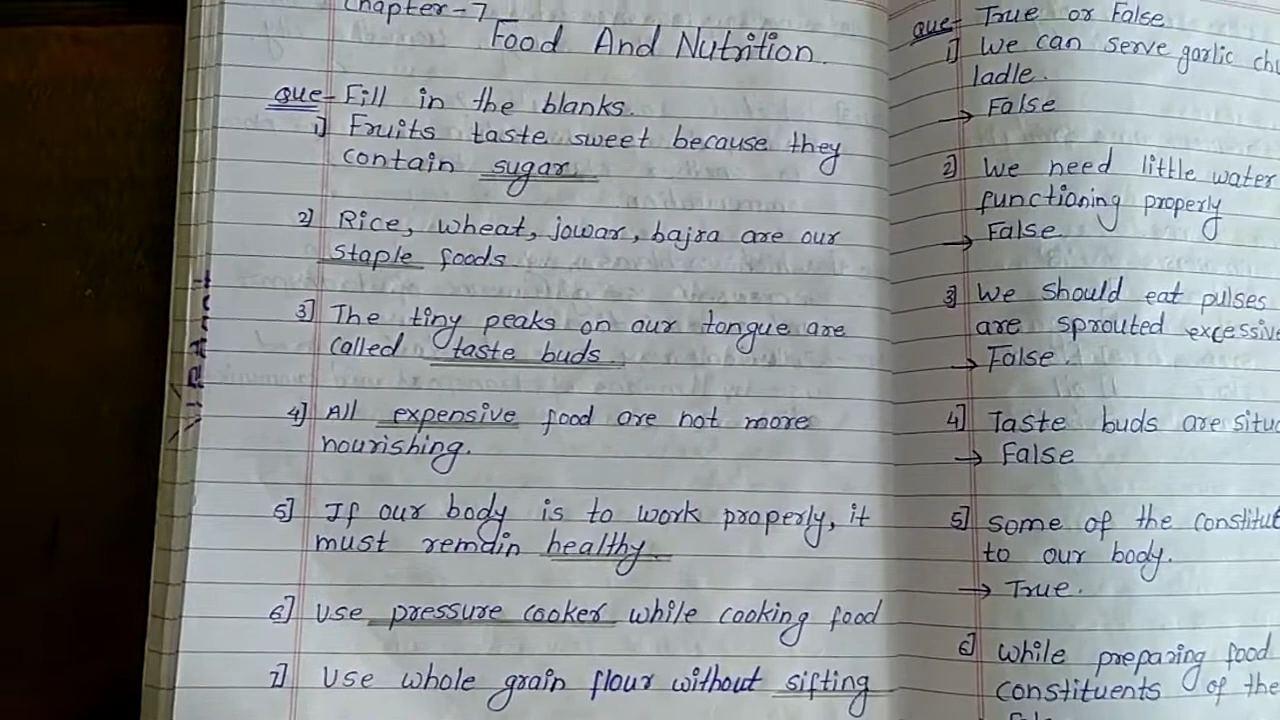 Chapter-7
Food And Nutrition.
Que- Fill in the blanks.
1] Fruits taste sweet because they
contain sugar.
2] Rice, wheat, jowar, bajra are our
staple foods
3] The tiny peaks on our tongue are
called taste buds.
4] All expensive food are not more
nourishing.
5] If our body is to work properly, it
must remain healthy.
6] Use pressure cooker while cooking food
7] Use whole grain flour without sifting
Que- True or False
1] We can serve garlic
ladle.
→ False
2] We need little water
functioning properly
→ False.
3] We should eat pulses
are sprouted
→ False.
4] Taste buds are
→ False
5] Some of the
to our body.
→ True.
6] While preparing food
constituents of the